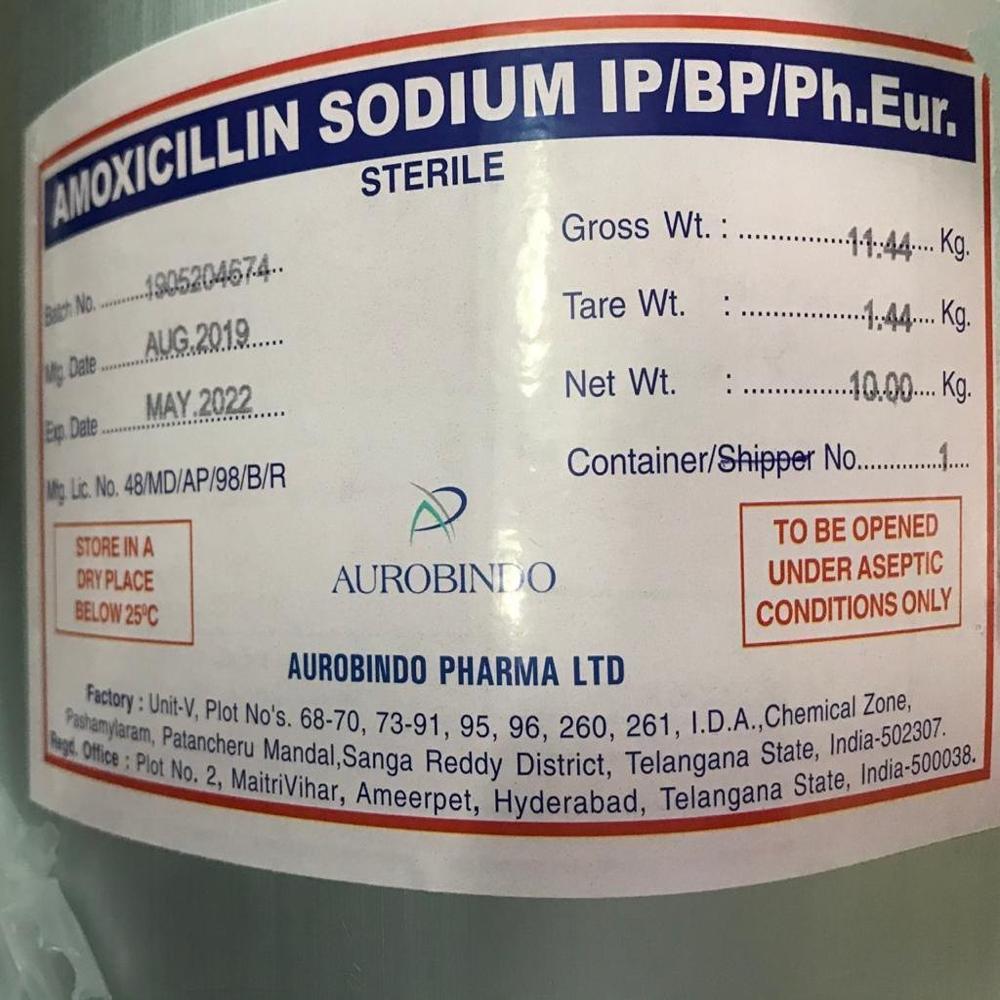 AMOXICILLIN SODIUM IP/BP/Ph.Eur.
STERILE
Batch No. ..........1905204674..
Mfg. Date ..........AUG.2019......
Exp. Date ..........MAY.2022......
Mfg. Lic. No. 48/MD/AP/98/B/R
Gross Wt. : ................11.44.... Kg.
Tare Wt. : ..................1.44.... Kg.
Net Wt. : ................10.00.... Kg.
Container/Shipper No...............1....
STORE IN A
DRY PLACE
BELOW 25ºC
AUROBINDO
TO BE OPENED
UNDER ASEPTIC
CONDITIONS ONLY
AUROBINDO PHARMA LTD
Factory : Unit-V, Plot No's. 68-70, 73-91, 95, 96, 260, 261, I.D.A.,Chemical Zone,
Pashamylaram, Patancheru Mandal,Sanga Reddy District, Telangana State, India-502307.
Regd. Office : Plot No. 2, MaitriVihar, Ameerpet, Hyderabad, Telangana State, India-500038.